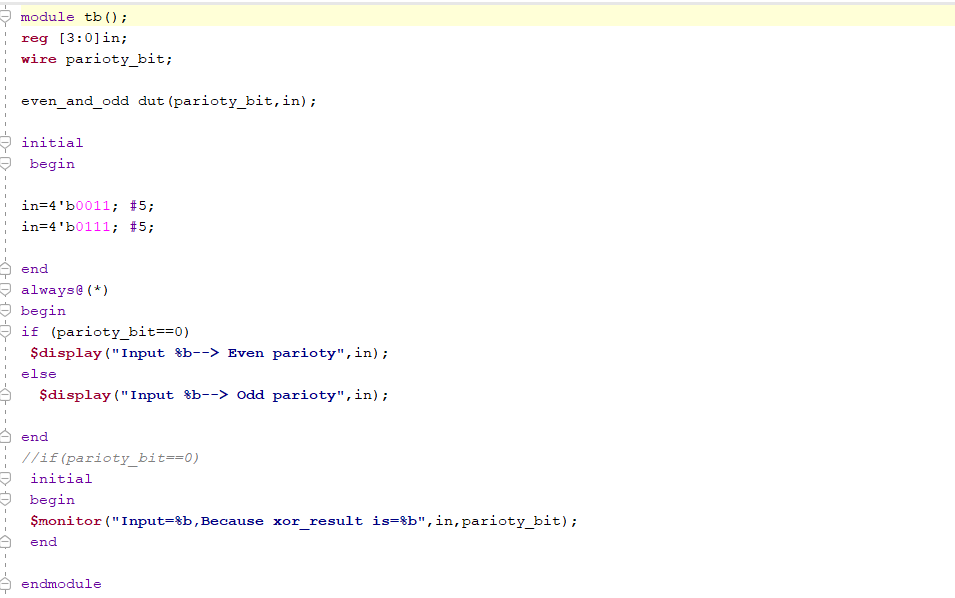 module tb();
reg [3:0]in;
wire parioty_bit;
even_and_odd dut(parioty_bit,in);
initial
begin
in=4'b0011; #5;
in=4'b0111; #5;
end
always@(*)
begin
if (parioty_bit==0)
$display("Input %b--> Even parioty",in);
else
$display("Input %b--> Odd parioty",in);
end
//if(parioty_bit==0)
initial
begin
$monitor("Input=%b,Because xor_result is=%b",in,parioty_bit);
end
endmodule